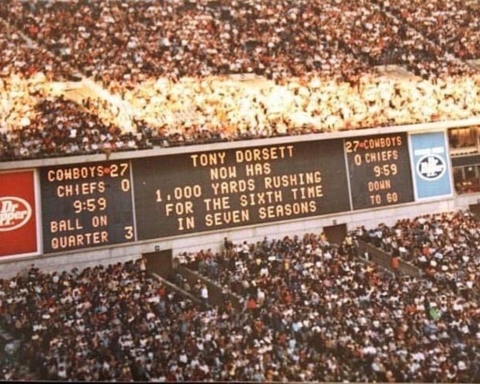 COWBOYS 27
CHIEFS 0
9:59
BALL ON
QUARTER 3
TONY DORSETT
NOW HAS
1,000 YARDS RUSHING
FOR THE SIXTH TIME
IN SEVEN SEASONS
27 COWBOYS
0 CHIEFS
9:59
DOWN
TO GO
Dr
Pepper